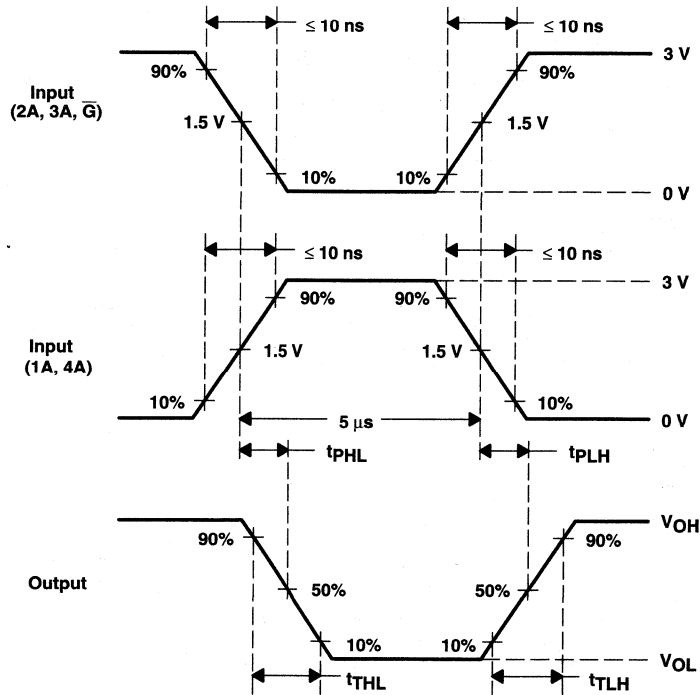 ≤ 10 ns ≤ 10 ns
3 V
90% 90%
Input
(2A, 3A, G̅)
1.5 V 1.5 V
10% 10%
0 V
≤ 10 ns ≤ 10 ns
3 V
90% 90%
Input
(1A, 4A)
1.5 V 1.5 V
10% 10%
5 µs
0 V
tPHL tPLH
VOH
90% 90%
Output
50% 50%
10% 10%
VOL
tTHL tTLH